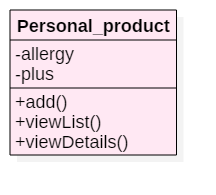 Personal_product
-allergy
-plus
+add()
+viewList()
+viewDetails()